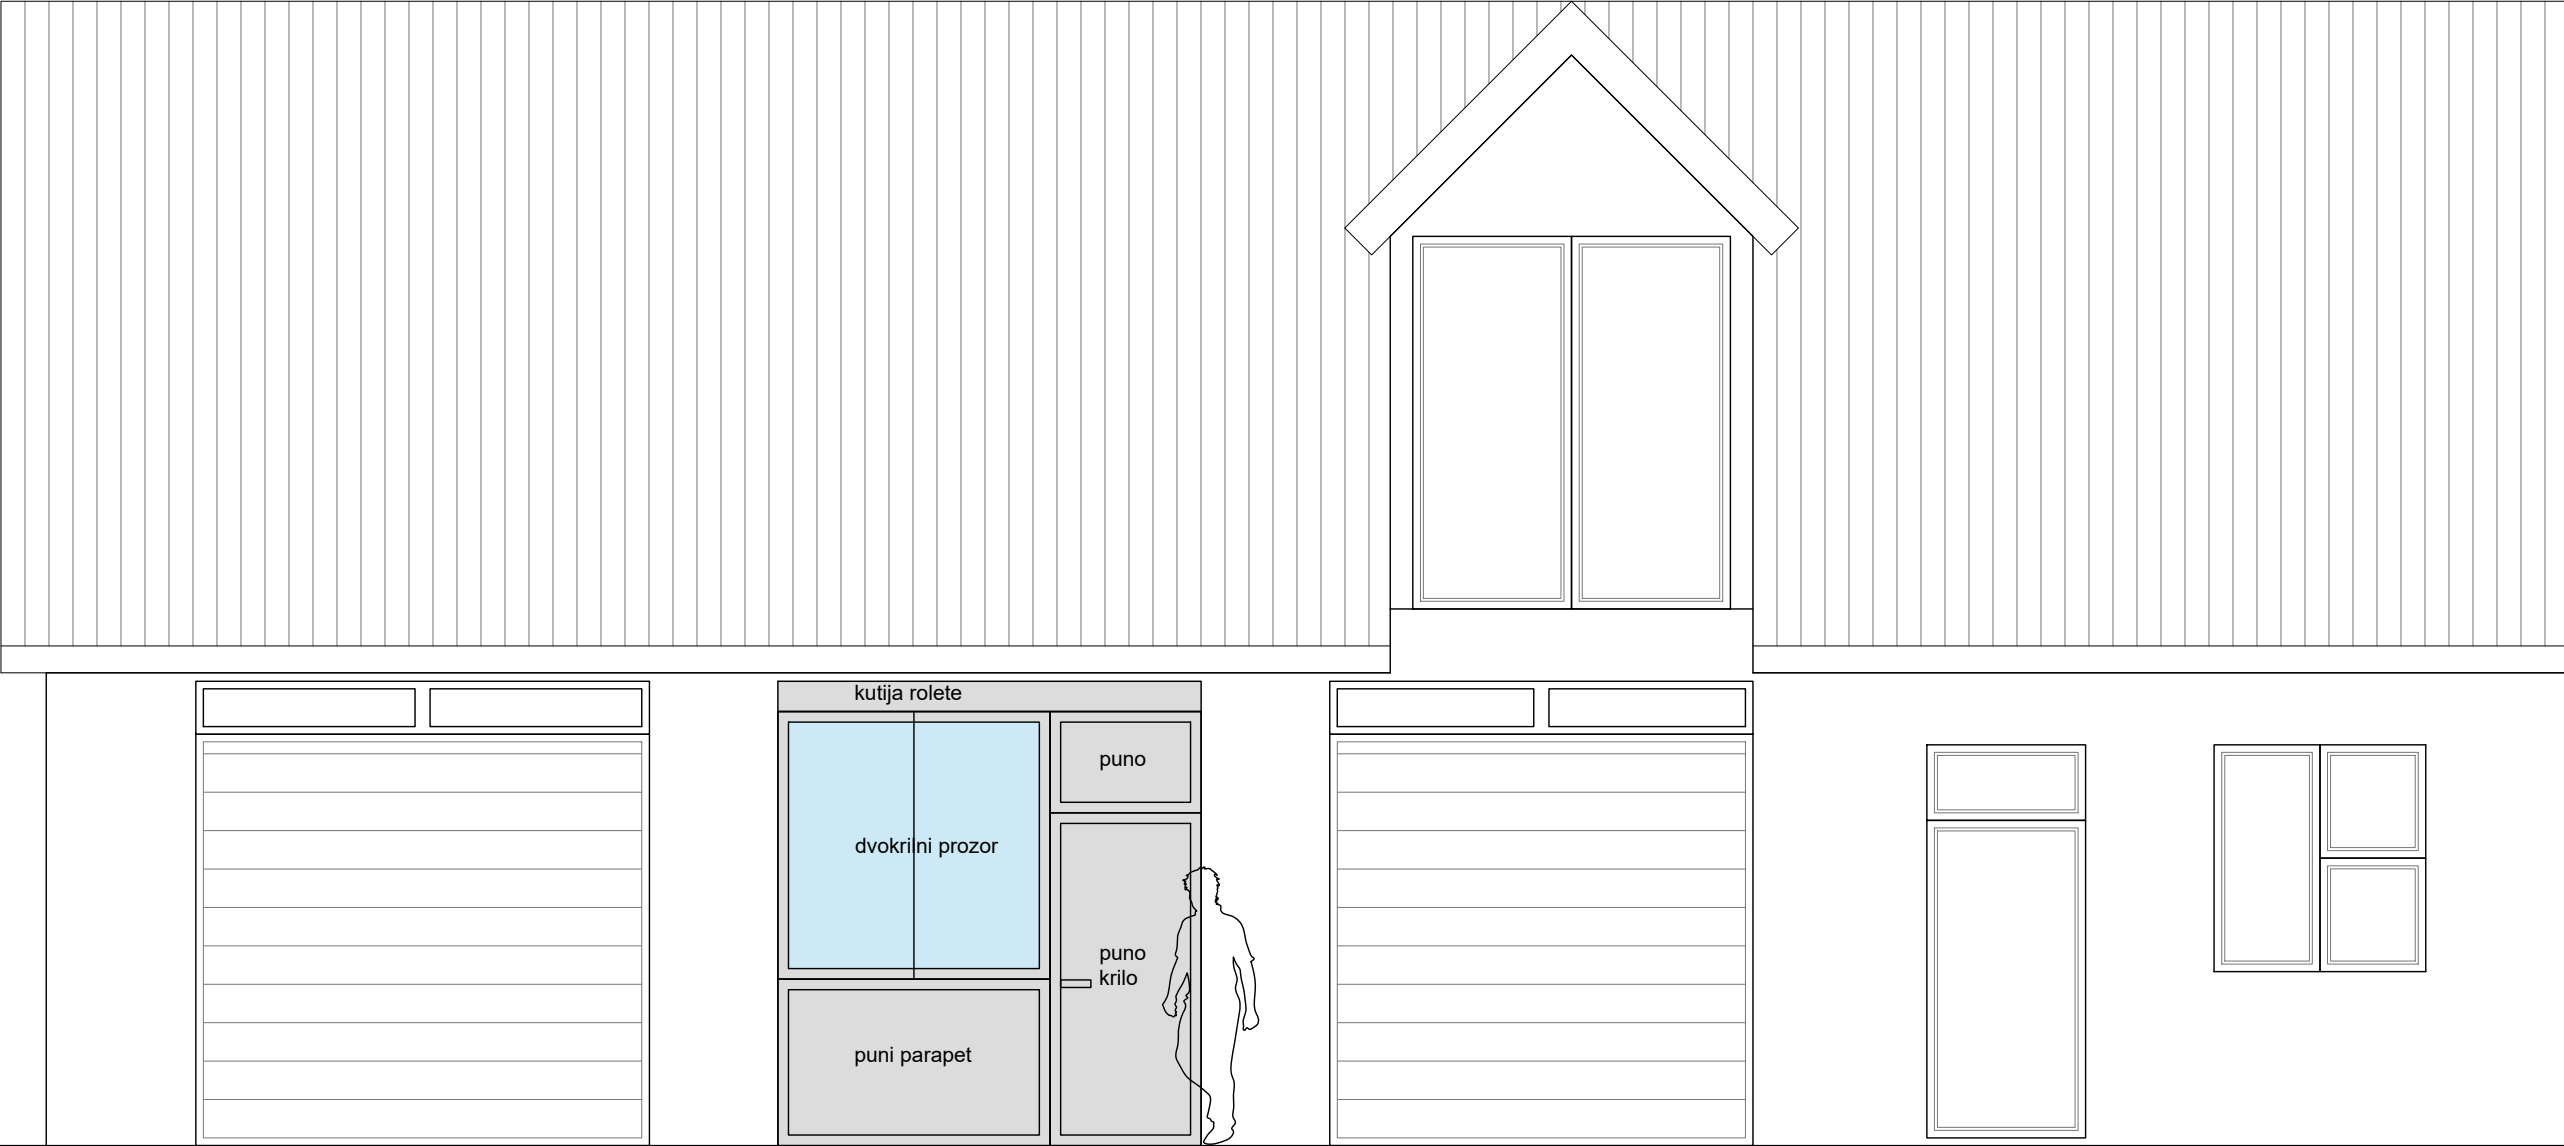 kutija rolete
puno
dvokrilni prozor
puno
krilo
puni parapet